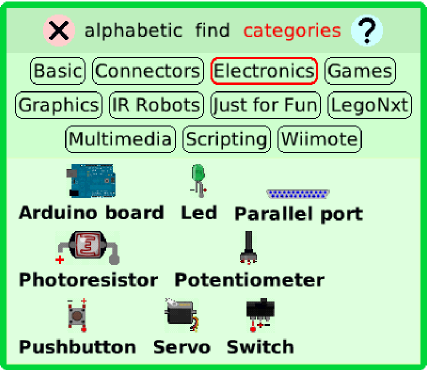 alphabetic find categories ?
Basic Connectors Electronics Games
Graphics IR Robots Just for Fun LegoNxt
Multimedia Scripting Wiimote
Arduino board Led Parallel port
Photoresistor Potentiometer
Pushbutton Servo Switch